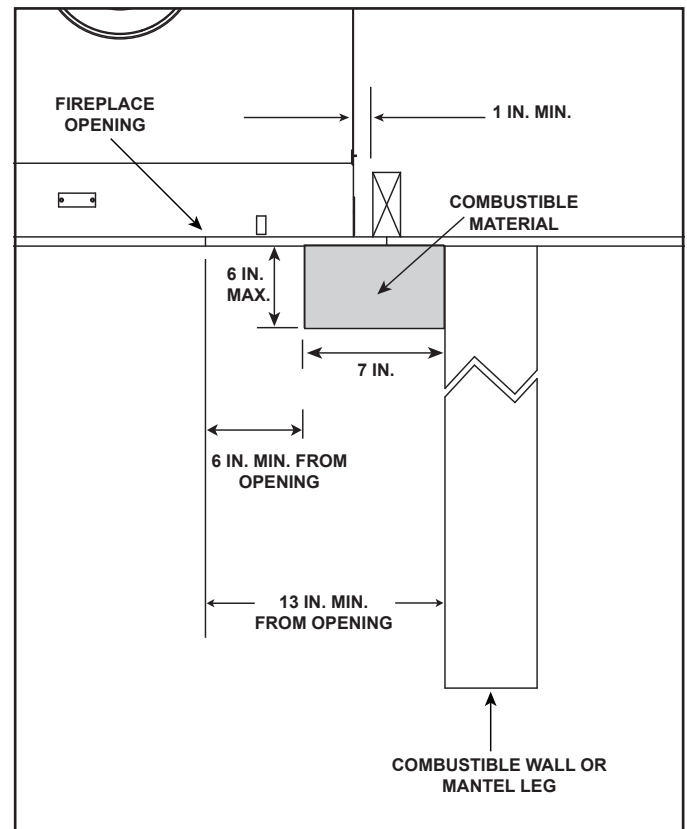 FIREPLACE
OPENING
1 IN. MIN.
COMBUSTIBLE
MATERIAL
6 IN.
MAX.
7 IN.
6 IN. MIN. FROM
OPENING
13 IN. MIN.
FROM OPENING
COMBUSTIBLE WALL OR
MANTEL LEG